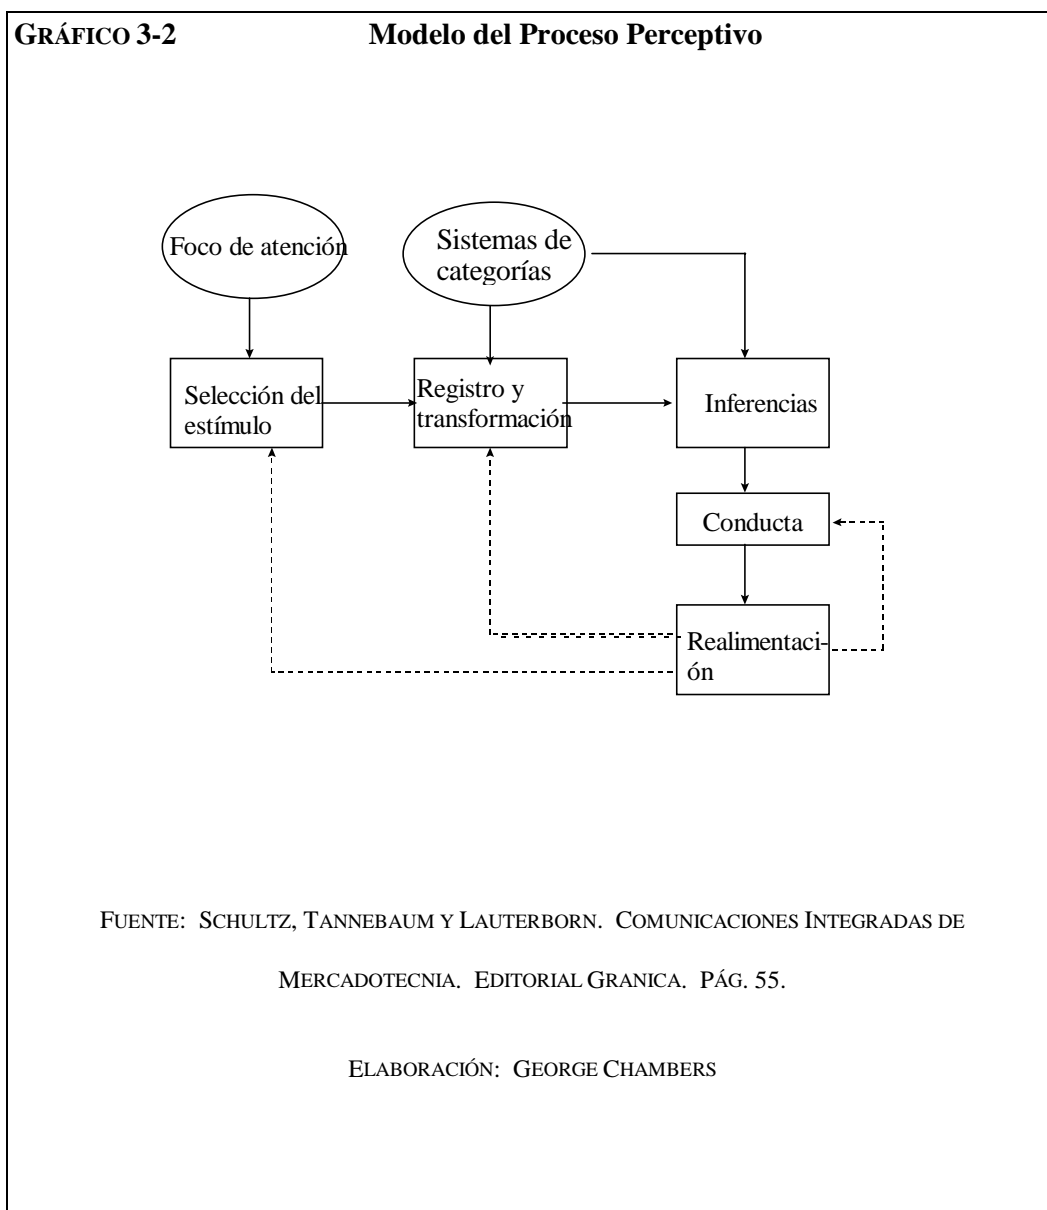 GRÁFICO 3-2 Modelo del Proceso Perceptivo
Foco de atención
Sistemas de
categorías
Selección del
estímulo
Registro y
transformación
Inferencias
Conducta
Realimentaci-
ón
FUENTE: SCHULTZ, TANNEBAUM Y LAUTERBORN. COMUNICACIONES INTEGRADAS DE
MERCADOTECNIA. EDITORIAL GRANICA. PÁG. 55.
ELABORACIÓN: GEORGE CHAMBERS